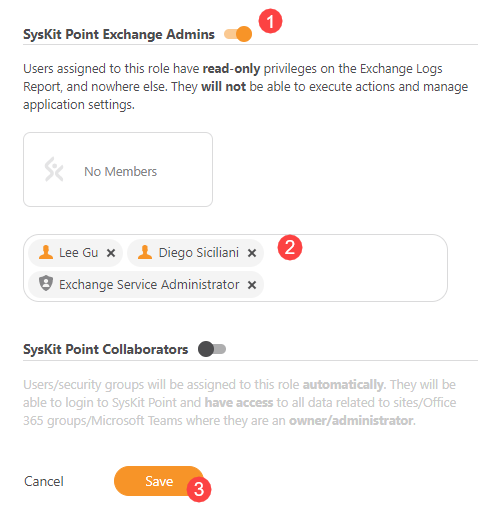 1
SysKit Point Exchange Admins
Users assigned to this role have read-only privileges on the Exchange Logs
Report, and nowhere else. They will not be able to execute actions and manage
application settings.
No Members
Lee Gu × Diego Siciliani × 2
Exchange Service Administrator ×
SysKit Point Collaborators
Users/security groups will be assigned to this role automatically. They will be
able to login to SysKit Point and have access to all data related to sites/Office
365 groups/Microsoft Teams where they are an owner/administrator.
Cancel Save 3